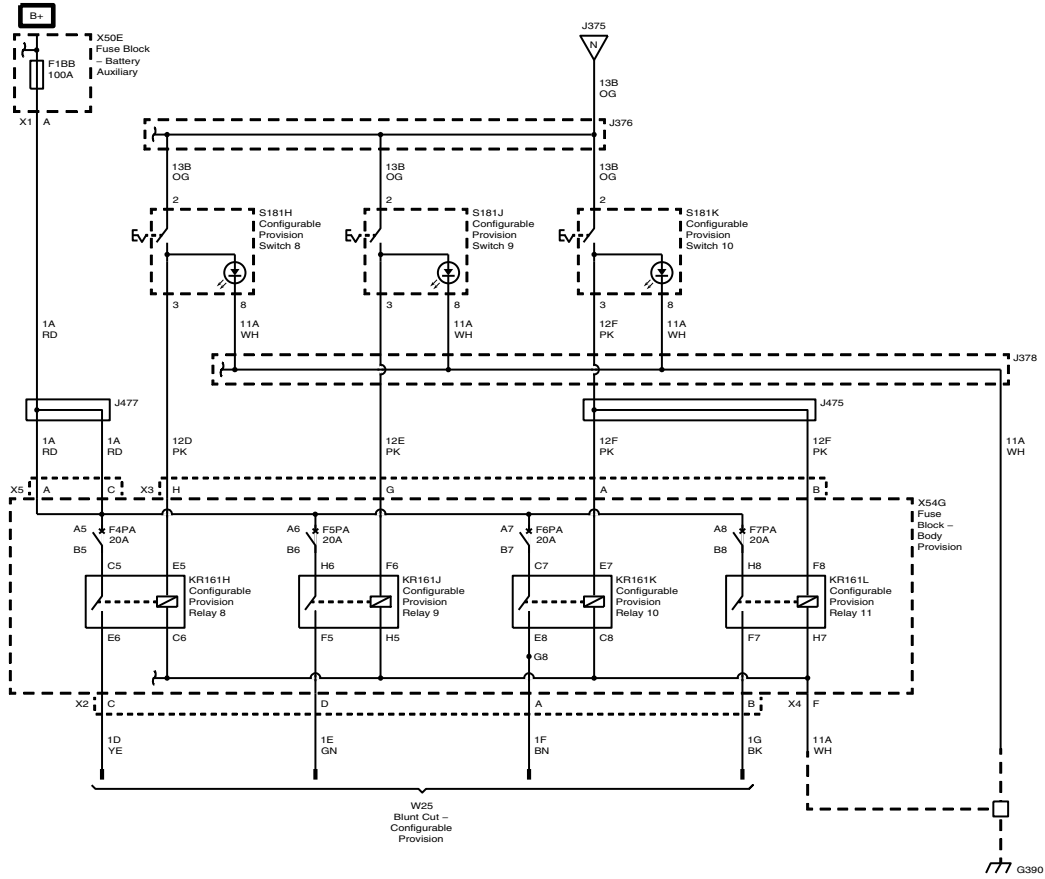 B+
X50E
Fuse Block
– Battery
Auxiliary
F1BB
100A
X1 A
J375
N
13B
OG
J376
13B
OG
13B
OG
13B
OG
2
2
2
S181H
Configurable
Provision
Switch 8
S181J
Configurable
Provision
Switch 9
S181K
Configurable
Provision
Switch 10
3 8
3 8
3 8
1A
RD
11A
WH
11A
WH
12F
PK
11A
WH
J378
J477
J475
1A
RD
1A
RD
12D
PK
12E
PK
12F
PK
12F
PK
11A
WH
X5 A C X3 H G A B
X54G
Fuse
Block –
Body
Provision
A5 F4PA
20A
B5
A6 F5PA
20A
B6
A7 F6PA
20A
B7
A8 F7PA
20A
B8
C5 E5
H6 F6
C7 E7
H8 F8
KR161H
Configurable
Provision
Relay 8
KR161J
Configurable
Provision
Relay 9
KR161K
Configurable
Provision
Relay 10
KR161L
Configurable
Provision
Relay 11
E6 C6
F5 H5
E8 C8
F7 H7
G8
X2 C D A B X4 F
1D
YE
1E
GN
1F
BN
1G
BK
11A
WH
W25
Blunt Cut –
Configurable
Provision
G390